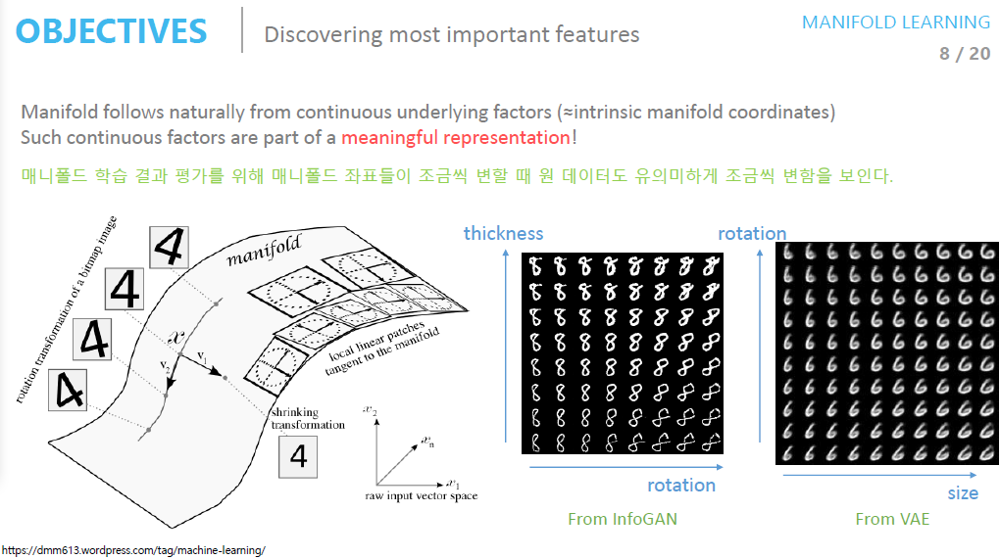 OBJECTIVES
Discovering most important features
MANIFOLD LEARNING
8 / 20
Manifold follows naturally from continuous underlying factors (≈intrinsic manifold coordinates)
Such continuous factors are part of a meaningful representation!
매니폴드 학습 결과 평가를 위해 매니폴드 좌표들이 조금씩 변할 때 원 데이터도 유의미하게 조금씩 변함을 보인다.
rotation transformation of a bitmap image
4
4
4
4
manifold
x
v1
v2
local linear patches
tangent to the manifold
shrinking
transformation
4
x2
xn
x1
raw input vector space
thickness
rotation
From InfoGAN
rotation
size
From VAE
https://dmm613.wordpress.com/tag/machine-learning/